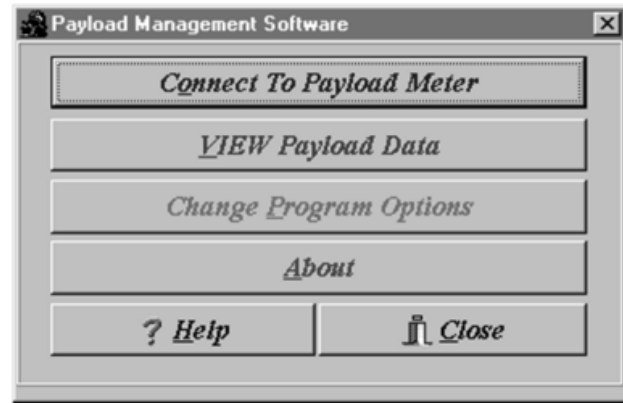 Payload Management Software
Connect To Payload Meter
VIEW Payload Data
Change Program Options
About
? Help
Close